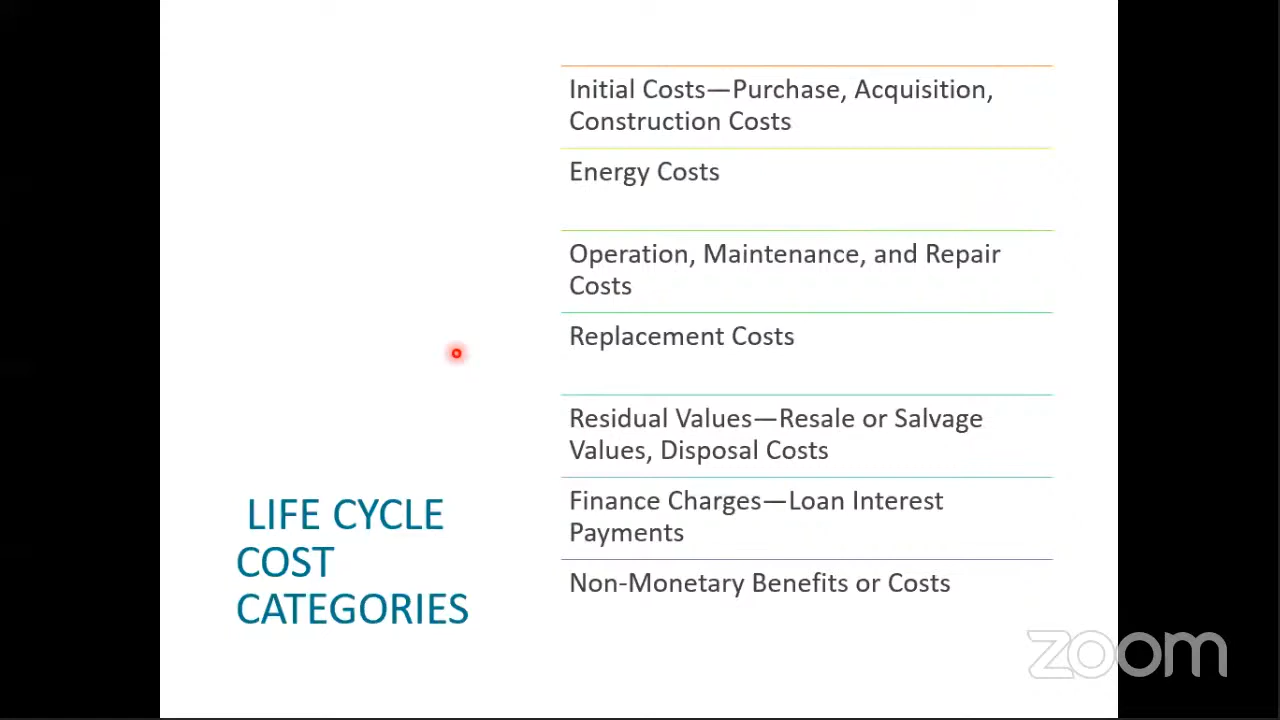 LIFE CYCLE
COST
CATEGORIES
Initial Costs—Purchase, Acquisition,
Construction Costs
Energy Costs
Operation, Maintenance, and Repair
Costs
Replacement Costs
Residual Values—Resale or Salvage
Values, Disposal Costs
Finance Charges—Loan Interest
Payments
Non-Monetary Benefits or Costs
zoom